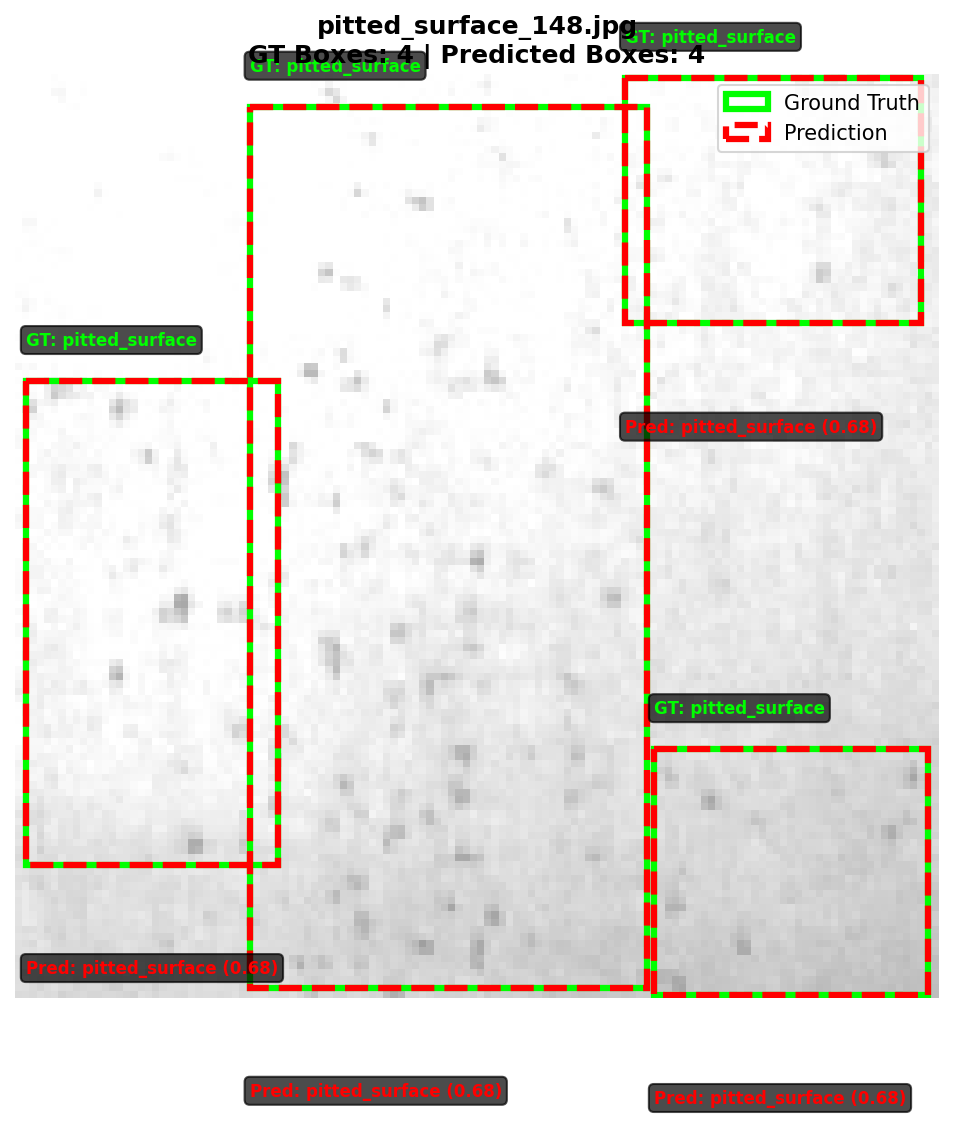 pitted_surface_148.jpg
GT Boxes: 4 | Predicted Boxes: 4
GT: pitted_surface
GT: pitted_surface
Ground Truth
Prediction
GT: pitted_surface
Pred: pitted_surface (0.68)
GT: pitted_surface
Pred: pitted_surface (0.68)
Pred: pitted_surface (0.68)
Pred: pitted_surface (0.68)